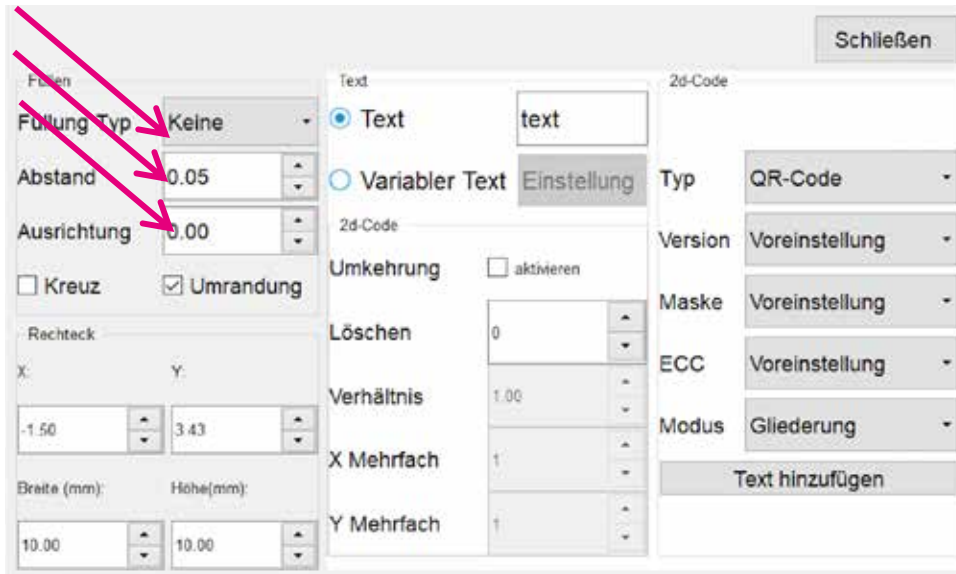 Schließen
Füllen
Füllung Typ Keine
Abstand 0.05
Ausrichtung 0.00
Kreuz Umrandung
Rechteck
X: Y:
-1.50 3.43
Breite (mm): Höhe(mm):
10.00 10.00
Text
Text text
Variabler Text Einstellung
2d-Code
Umkehrung aktivieren
Löschen 0
Verhältnis 1.00
X Mehrfach 1
Y Mehrfach 1
2d-Code
Typ QR-Code
Version Voreinstellung
Maske Voreinstellung
ECC Voreinstellung
Modus Gliederung
Text hinzufügen